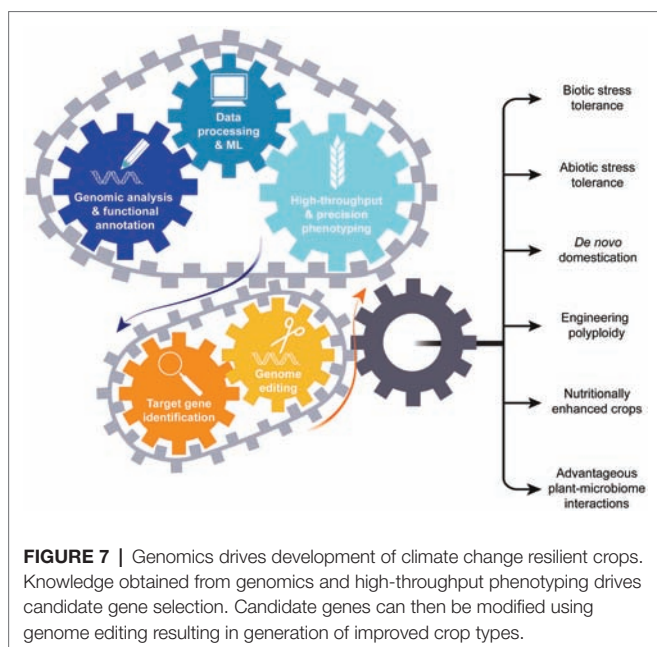 Data
processing
& ML
Genomic analysis
& functional
annotation
High-throughput
& precision
phenotyping
Target gene
identification
Genome
editing
Biotic stress
tolerance
Abiotic stress
tolerance
De novo
domestication
Engineering
polyploidy
Nutritionally
enhanced crops
Advantageous
plant-microbiome
interactions
FIGURE 7 | Genomics drives development of climate change resilient crops.
Knowledge obtained from genomics and high-throughput phenotyping drives
candidate gene selection. Candidate genes can then be modified using
genome editing resulting in generation of improved crop types.